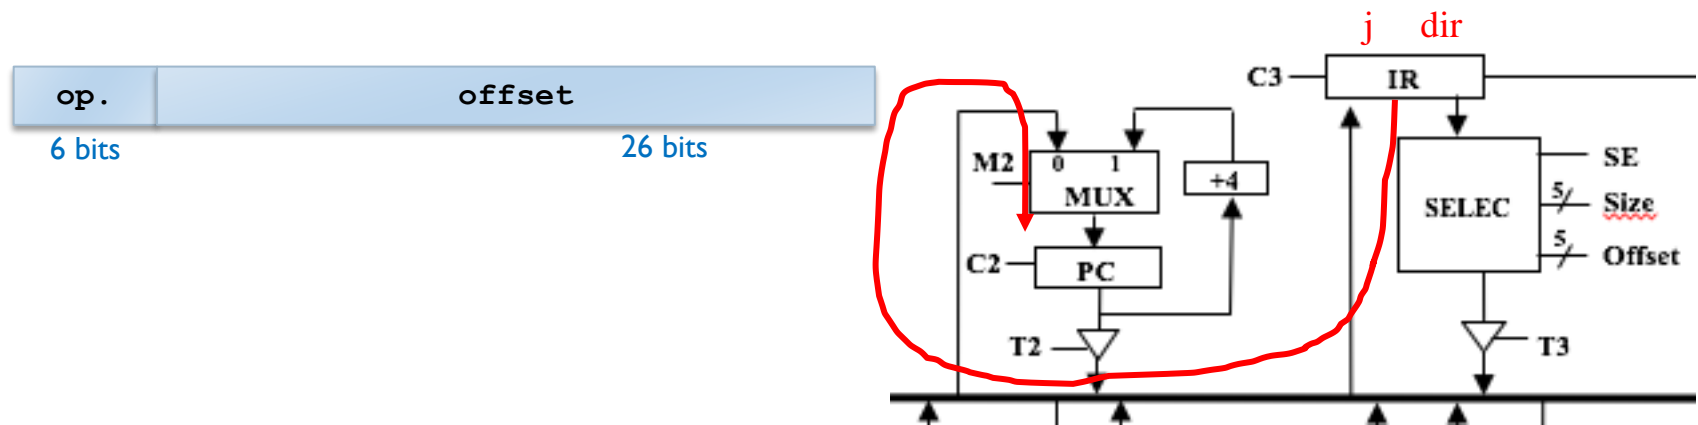 op. offset
6 bits 26 bits
j dir
C3 IR
M2 0 1
MUX
+4
C2 PC
T2
SELEC
SE
5 Size
5 Offset
T3